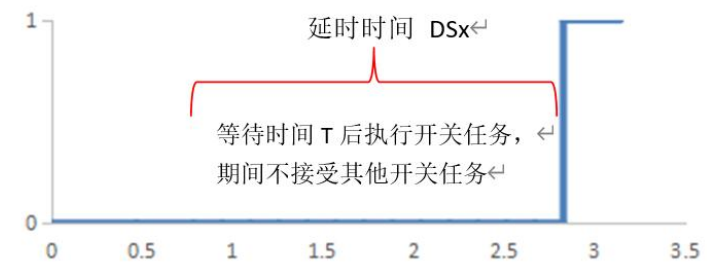 1
延时时间 DSx↵
等待时间 T 后执行开关任务，↵
期间不接受其他开关任务↵
0
0 0.5 1 1.5 2 2.5 3 3.5